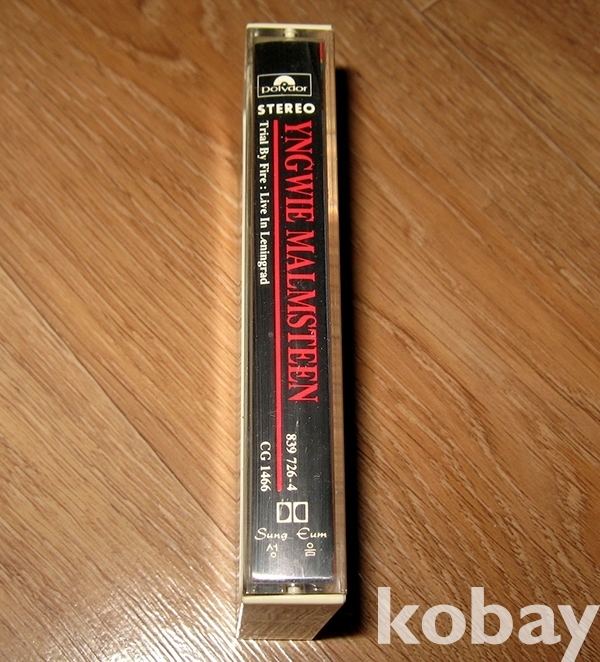 polydor
STEREO
YNGWIE MALMSTEEN
Trial By Fire : Live In Leningrad
839 726-4
CG 1466
Sung Eum
성 음
kobay